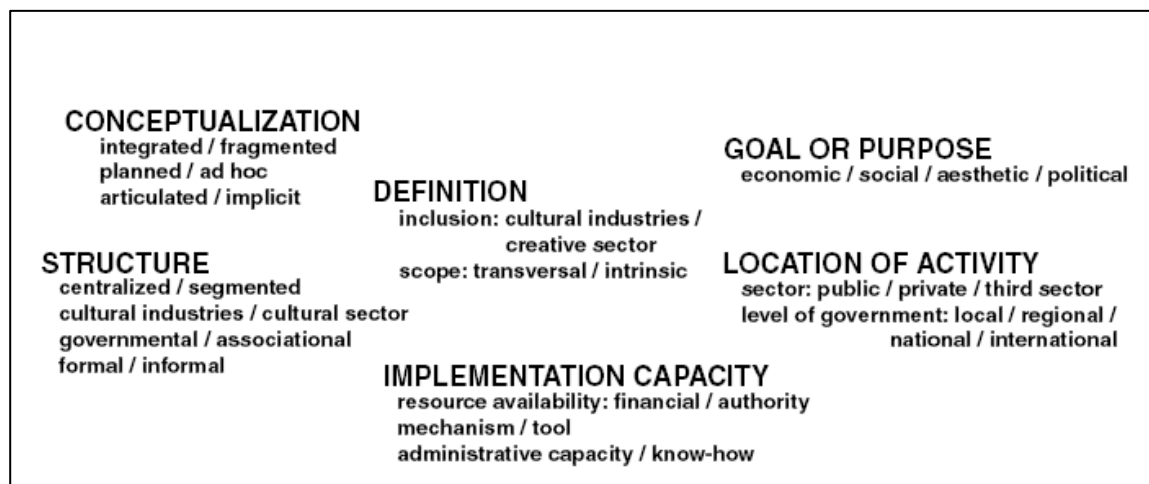 CONCEPTUALIZATION
integrated / fragmented
planned / ad hoc
articulated / implicit
GOAL OR PURPOSE
economic / social / aesthetic / political
DEFINITION
inclusion: cultural industries /
creative sector
scope: transversal / intrinsic
STRUCTURE
centralized / segmented
cultural industries / cultural sector
governmental / associational
formal / informal
LOCATION OF ACTIVITY
sector: public / private / third sector
level of government: local / regional /
national / international
IMPLEMENTATION CAPACITY
resource availability: financial / authority
mechanism / tool
administrative capacity / know-how